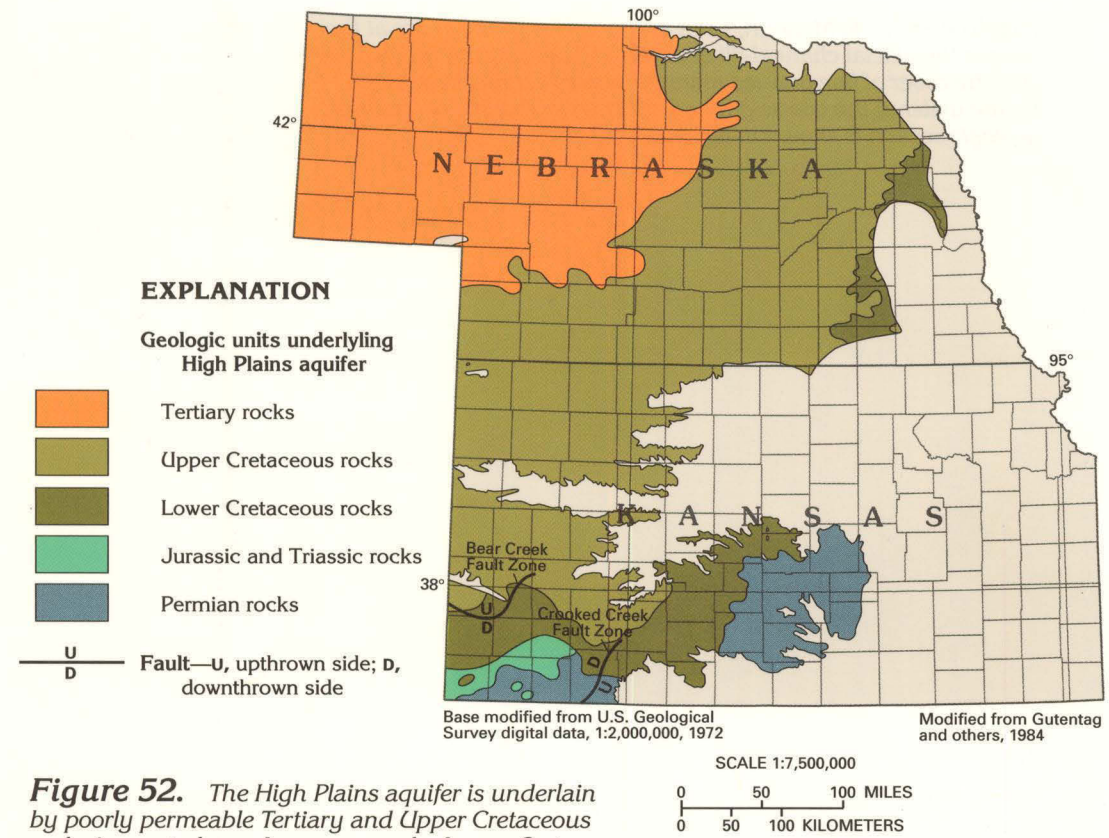 100°
42°
N E B R A S K A
EXPLANATION
Geologic units underlyling
High Plains aquifer
Tertiary rocks
Upper Cretaceous rocks
Lower Cretaceous rocks
Jurassic and Triassic rocks
Permian rocks
U
D
Fault—U, upthrown side; D,
downthrown side
95°
K A N S A S
Bear Creek
Fault Zone
38°
U
D
Crooked Creek
Fault Zone
D
U
Base modified from U.S. Geological
Survey digital data, 1:2,000,000, 1972
Modified from Gutentag
and others, 1984
SCALE 1:7,500,000
0 50 100 MILES
0 50 100 KILOMETERS
Figure 52. The High Plains aquifer is underlain
by poorly permeable Tertiary and Upper Cretaceous